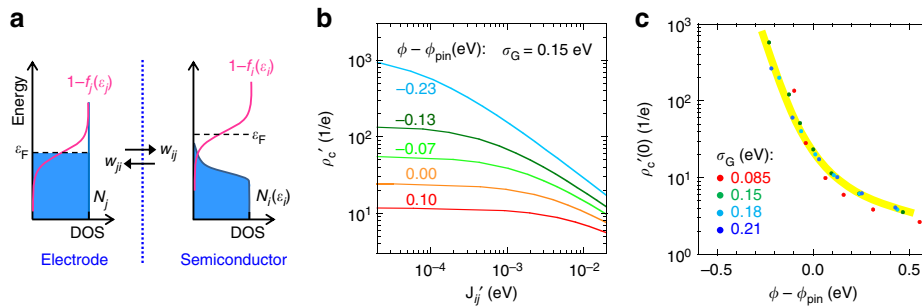 a
Energy
1–fj(εj)
εF
Nj
DOS
Electrode
wij
wji
1–fi(εi)
εF
Ni(εi)
DOS
Semiconductor
b
ϕ – ϕpin(eV): σG = 0.15 eV
–0.23
–0.13
–0.07
0.00
0.10
10³
10²
10¹
ρc′ (1/e)
10⁻⁴ 10⁻³ 10⁻²
Jij′ (eV)
c
10³
10²
10¹
10⁰
ρc′(0) (1/e)
σG (eV):
0.085
0.15
0.18
0.21
–0.5 0.0 0.5
ϕ – ϕpin (eV)